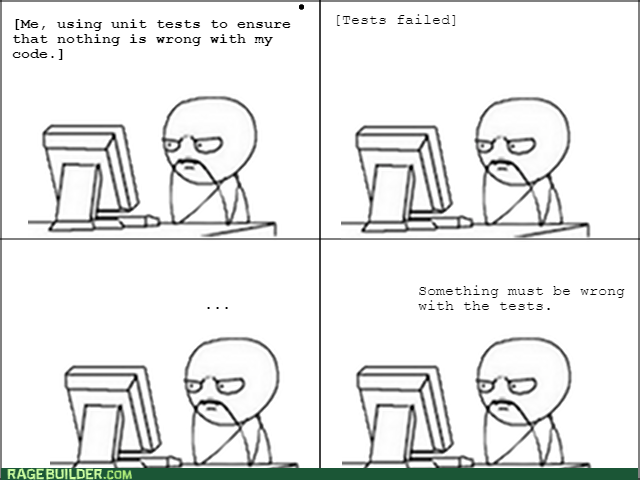 [Me, using unit tests to ensure
that nothing is wrong with my
code.]
[Tests failed]
...
Something must be wrong
with the tests.
RAGEBUILDER.COM